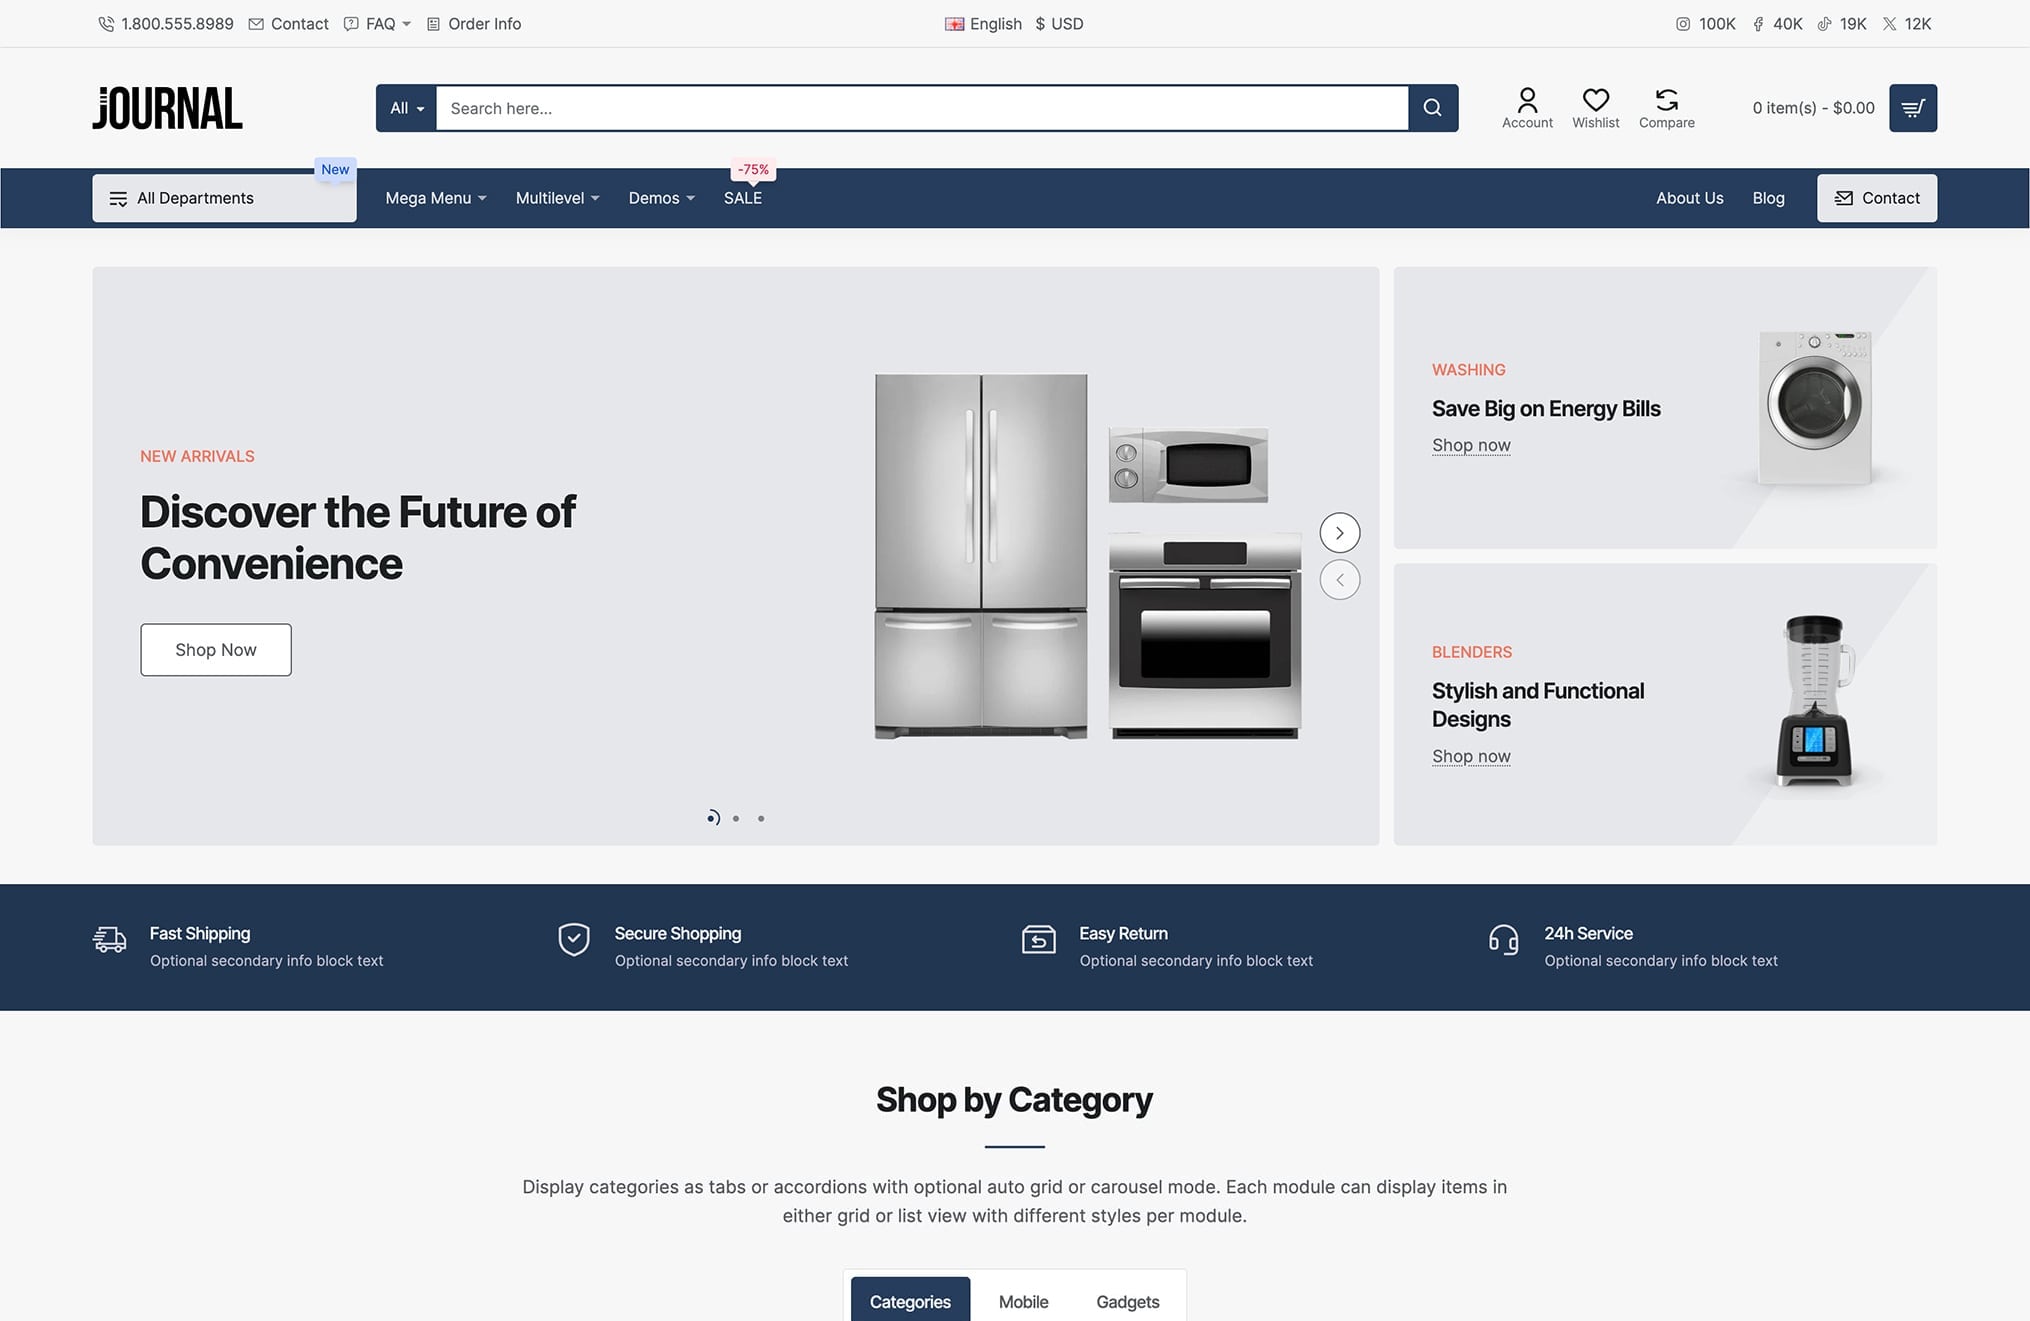 1.800.555.8989 Contact FAQ Order Info
English $ USD
100K 40K 19K 12K
JOURNAL
All Search here...
Account Wishlist Compare
0 item(s) - $0.00
New
-75%
All Departments Mega Menu Multilevel Demos SALE About Us Blog Contact
NEW ARRIVALS
Discover the Future of
Convenience
Shop Now
WASHING
Save Big on Energy Bills
Shop now
BLENDERS
Stylish and Functional
Designs
Shop now
Fast Shipping
Optional secondary info block text
Secure Shopping
Optional secondary info block text
Easy Return
Optional secondary info block text
24h Service
Optional secondary info block text
Shop by Category
Display categories as tabs or accordions with optional auto grid or carousel mode. Each module can display items in
either grid or list view with different styles per module.
Categories Mobile Gadgets